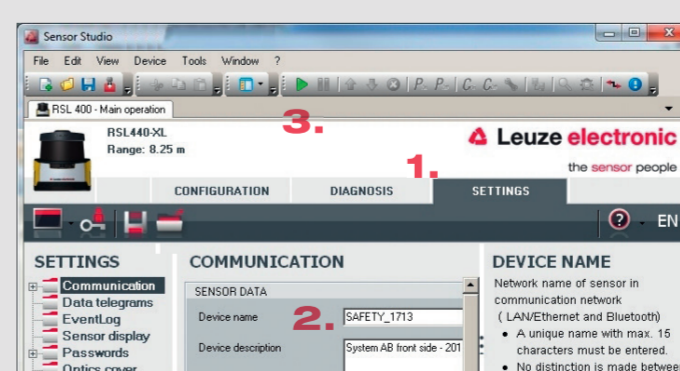 Sensor Studio
File Edit View Device Tools Window ?
RSL 400 - Main operation
3.
RSL440-XL
Range: 8.25 m
Leuze electronic
the sensor people
1.
CONFIGURATION DIAGNOSIS SETTINGS
EN
SETTINGS
Communication
Data telegrams
EventLog
Sensor display
Passwords
Optics cover
COMMUNICATION
SENSOR DATA
Device name 2. SAFETY_1713
Device description System AB front side - 201
DEVICE NAME
Network name of sensor in
communication network
( LAN/Ethernet and Bluetooth)
• A unique name with max. 15
characters must be entered.
• No distinction is made between